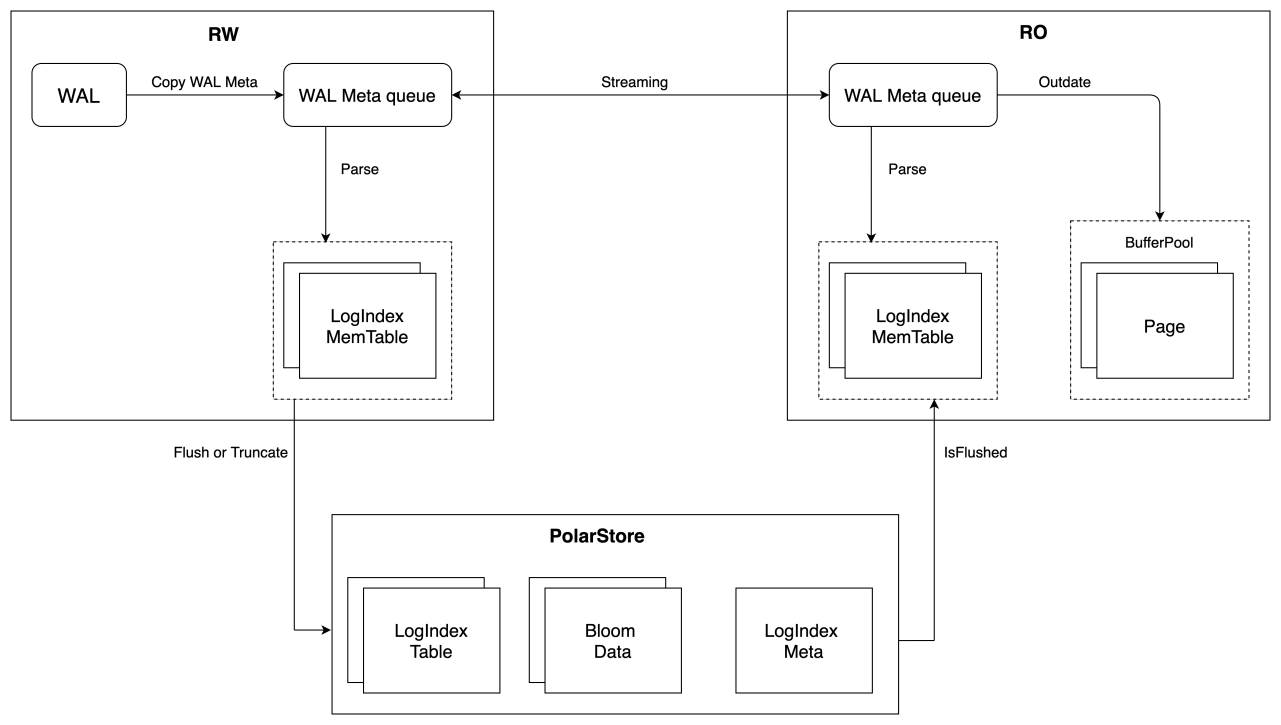 RW
WAL
Copy WAL Meta
WAL Meta queue
Parse
LogIndex
MemTable
Streaming
RO
WAL Meta queue
Outdate
Parse
LogIndex
MemTable
BufferPool
Page
Flush or Truncate
IsFlushed
PolarStore
LogIndex
Table
Bloom
Data
LogIndex
Meta